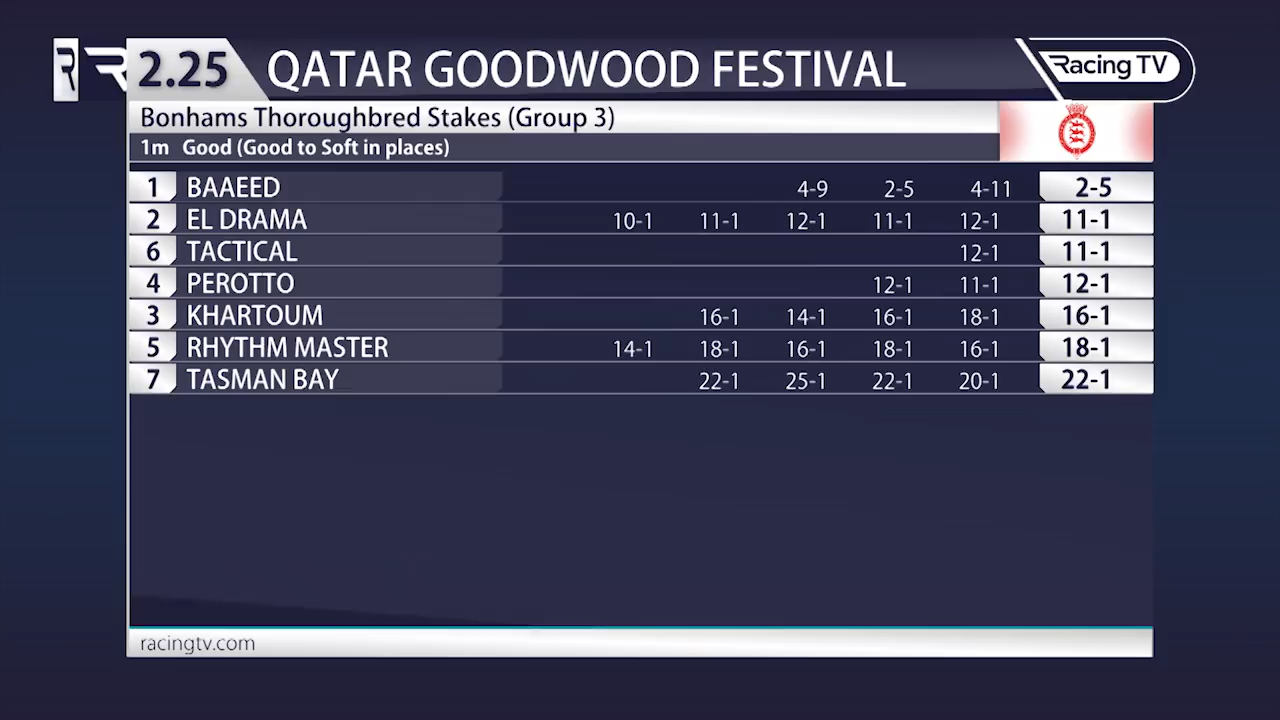 R R 2.25 QATAR GOODWOOD FESTIVAL Racing TV
Bonhams Thoroughbred Stakes (Group 3)
1m Good (Good to Soft in places)
1 BAAEED 4-9 2-5 4-11 2-5
2 EL DRAMA 10-1 11-1 12-1 11-1 12-1 11-1
6 TACTICAL 12-1 11-1
4 PEROTTO 12-1 11-1 12-1
3 KHARTOUM 16-1 14-1 16-1 18-1 16-1
5 RHYTHM MASTER 14-1 18-1 16-1 18-1 16-1 18-1
7 TASMAN BAY 22-1 25-1 22-1 20-1 22-1
racingtv.com